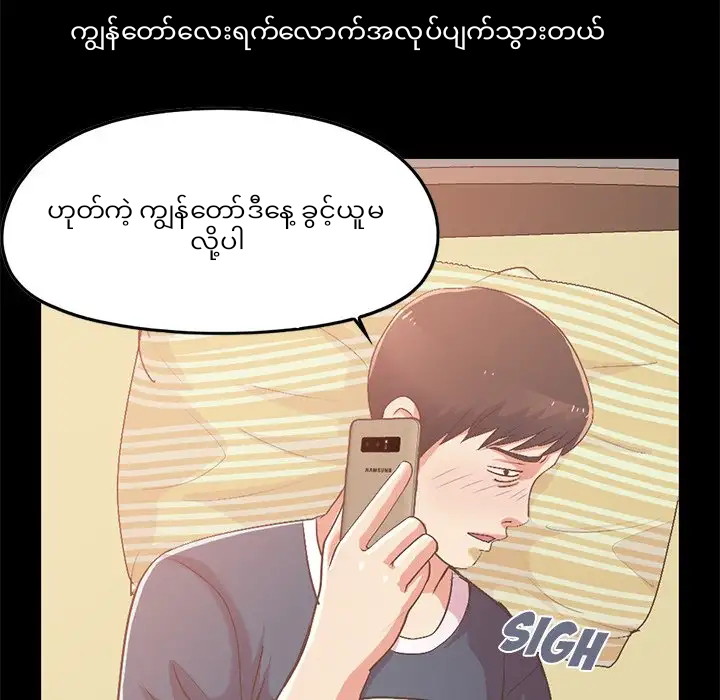 ကျွန်တော်လေးရက်လောက်အလုပ်ပျက်သွားတယ်
ဟုတ်ကဲ့ ကျွန်တော်ဒီနေ့ ခွင့်ယူမ
လို့ပါ
SAMSUNG
SIGH